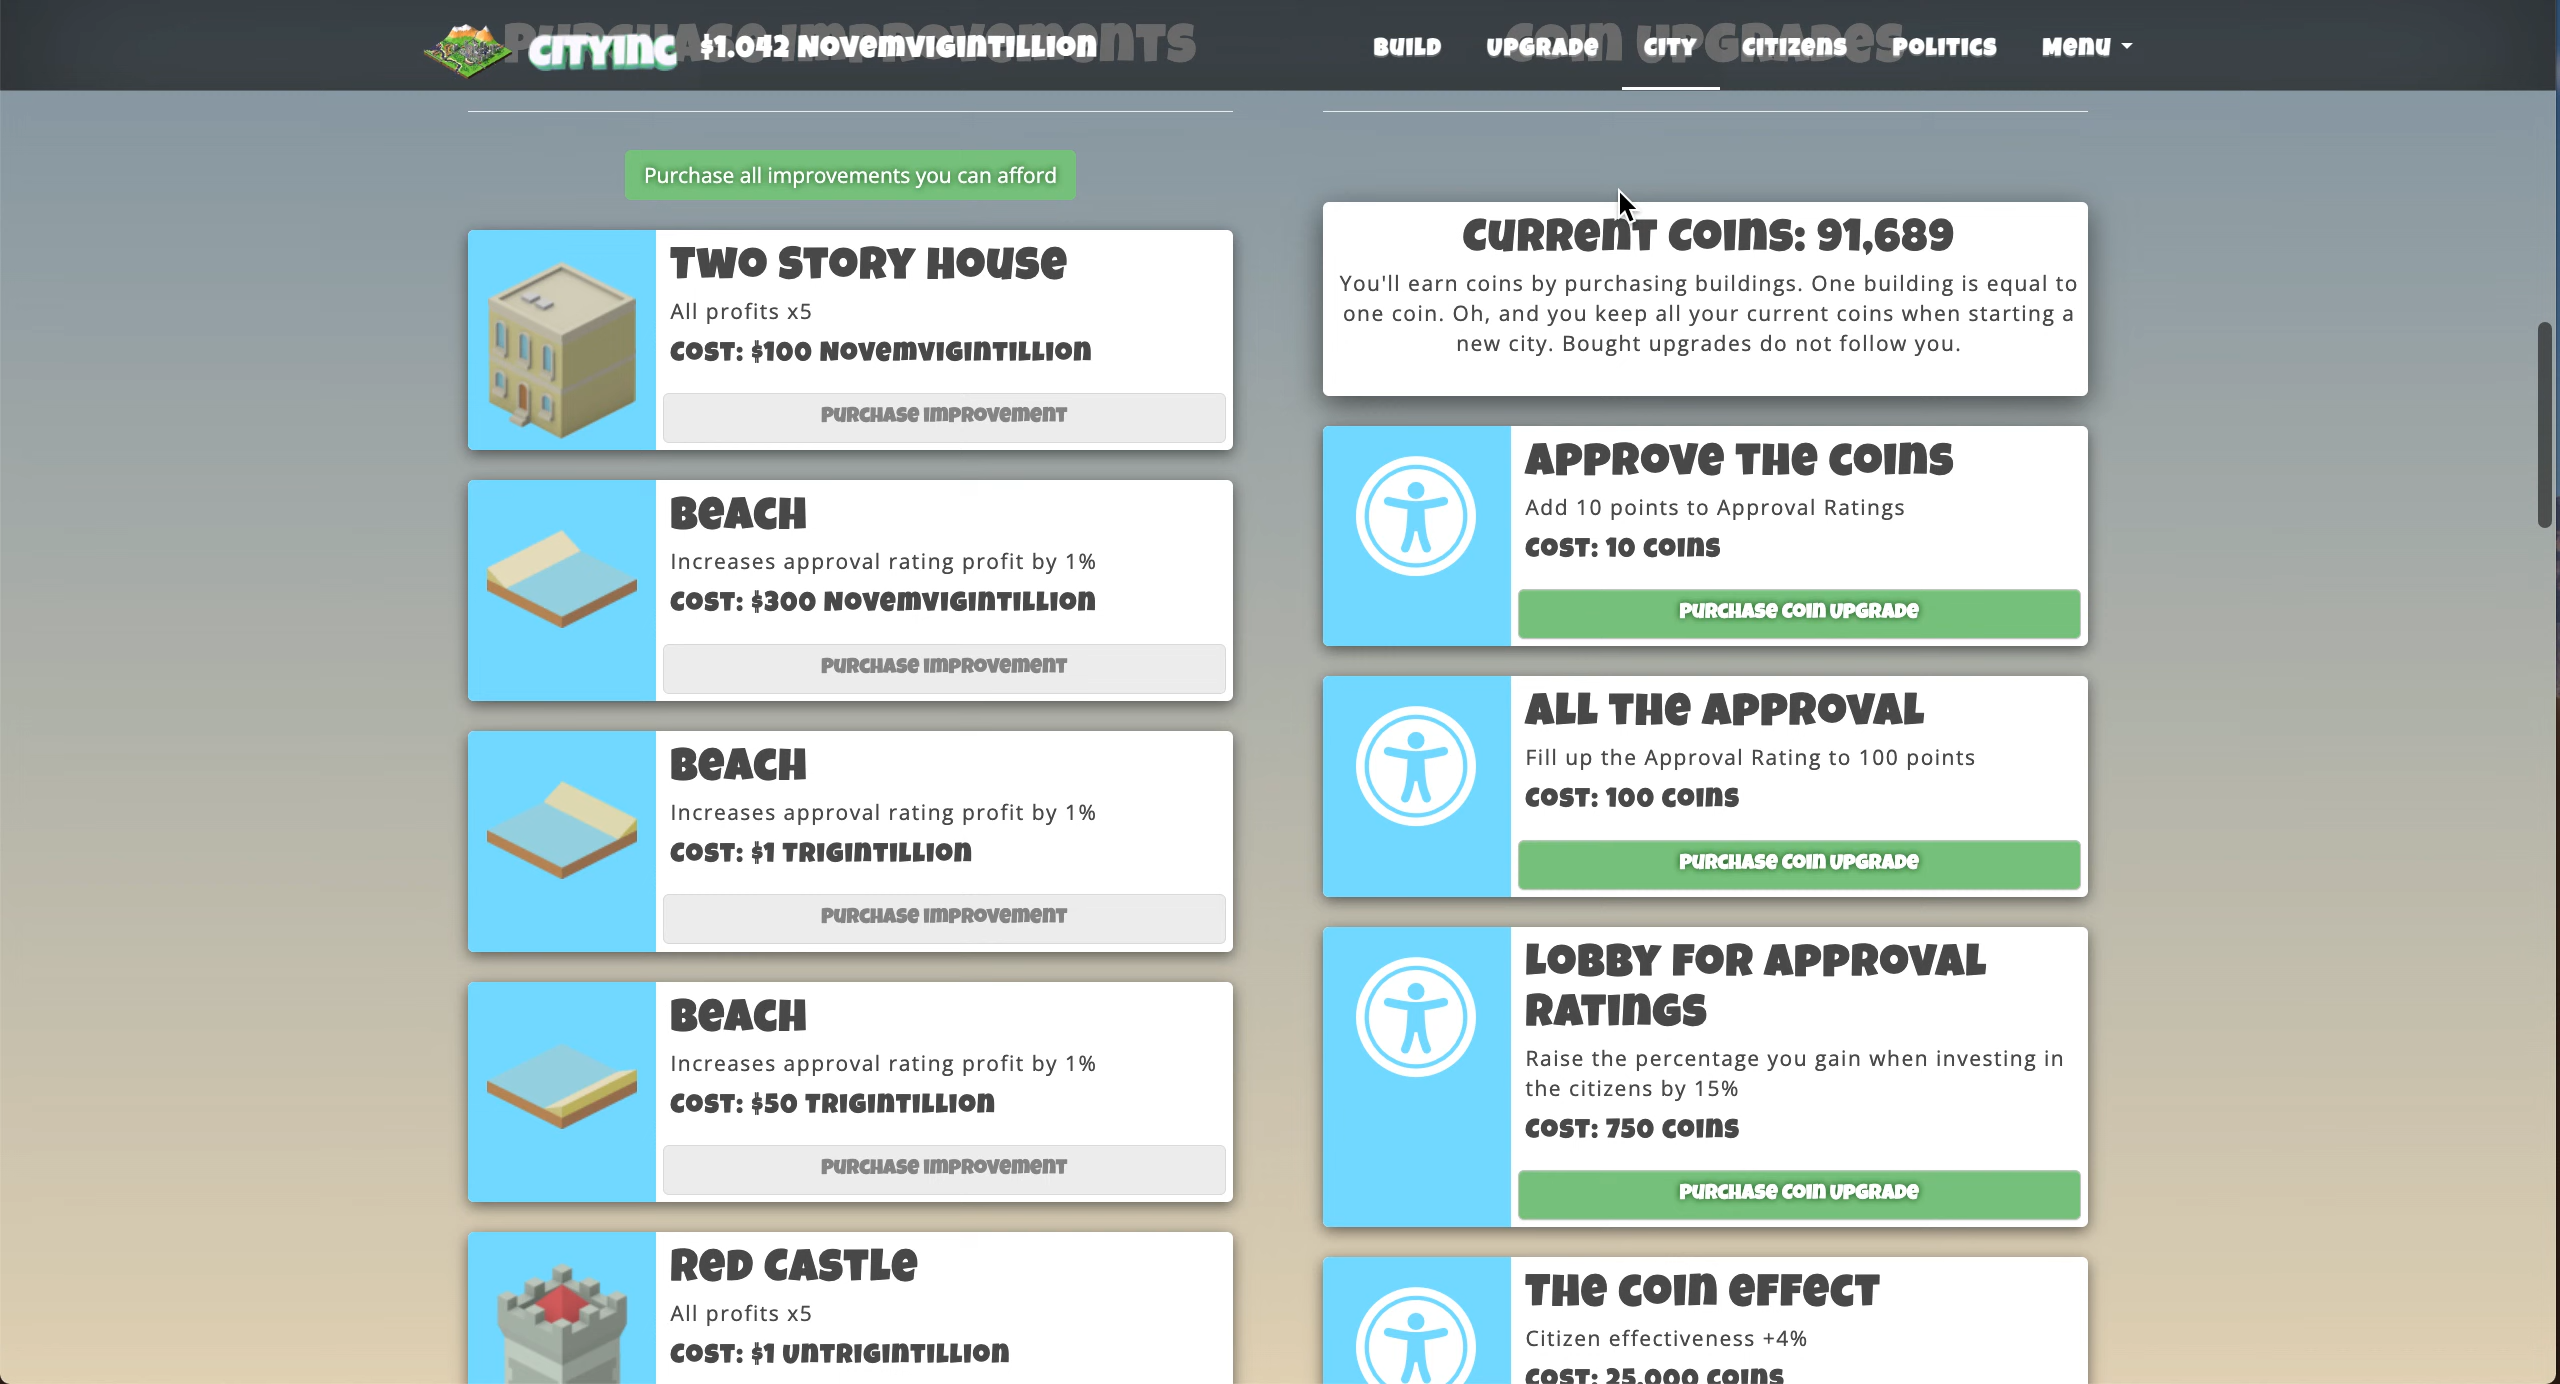 PURCHASE IMPROVEMENTS
COIN UPGRADES
CITYINC
$1.042 Novemvigintillion
BUILD
UPGRADE
CITY
CITIZENS
POLITICS
Menu
Purchase all improvements you can afford
Two Story House
All profits x5
Cost: $100 Novemvigintillion
Purchase Improvement
Beach
Increases approval rating profit by 1%
Cost: $300 Novemvigintillion
Purchase Improvement
Beach
Increases approval rating profit by 1%
Cost: $1 Trigintillion
Purchase Improvement
Beach
Increases approval rating profit by 1%
Cost: $50 Trigintillion
Purchase Improvement
Red Castle
All profits x5
Cost: $1 Untrigintillion
Current Coins: 91,689
You'll earn coins by purchasing buildings. One building is equal to
one coin. Oh, and you keep all your current coins when starting a
new city. Bought upgrades do not follow you.
Approve the Coins
Add 10 points to Approval Ratings
Cost: 10 Coins
Purchase Coin Upgrade
All the Approval
Fill up the Approval Rating to 100 points
Cost: 100 Coins
Purchase Coin Upgrade
Lobby for Approval
Ratings
Raise the percentage you gain when investing in
the citizens by 15%
Cost: 750 Coins
Purchase Coin Upgrade
The Coin Effect
Citizen effectiveness +4%
Cost: 25,000 Coins